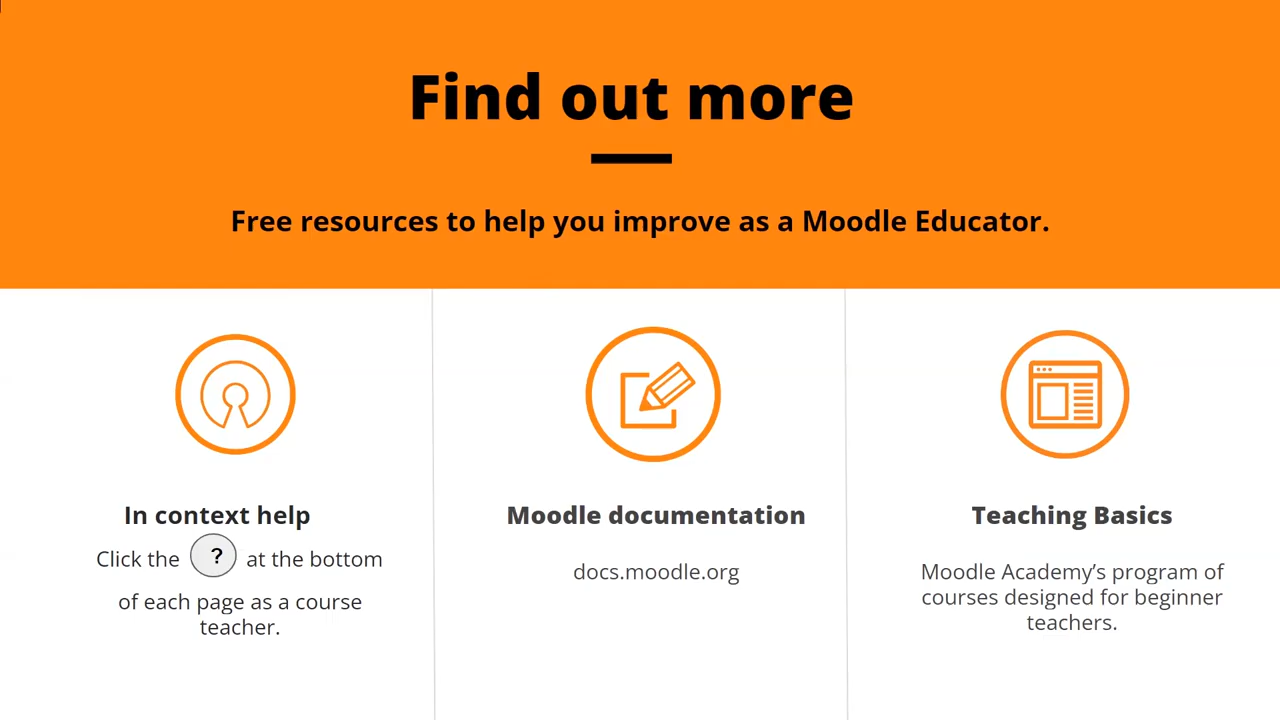 Find out more
Free resources to help you improve as a Moodle Educator.
In context help
Click the ? at the bottom
of each page as a course
teacher.
Moodle documentation
docs.moodle.org
Teaching Basics
Moodle Academy’s program of
courses designed for beginner
teachers.